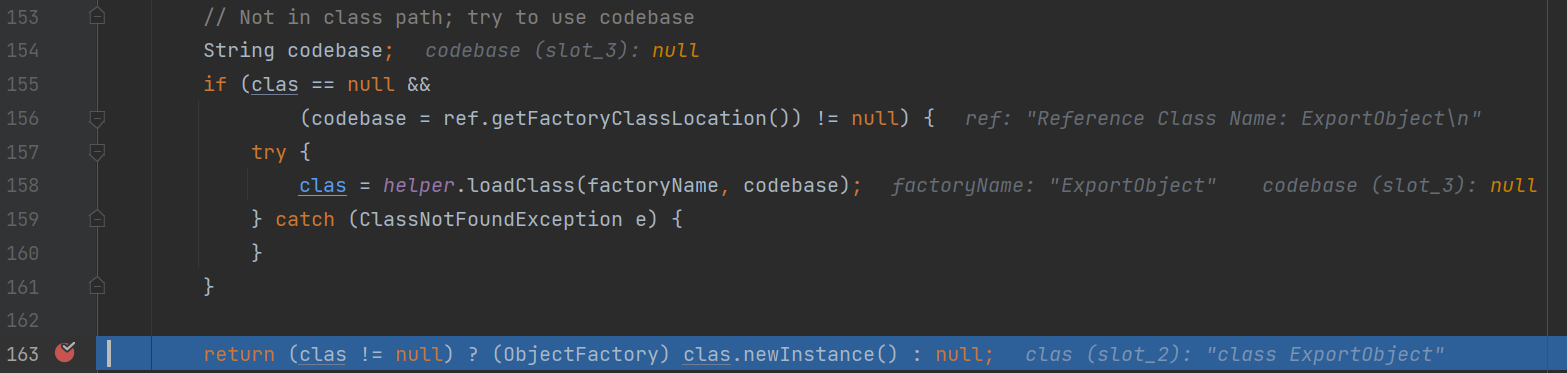 153 // Not in class path; try to use codebase
154 String codebase; codebase (slot_3): null
155 if (clas == null &&
156 (codebase = ref.getFactoryClassLocation()) != null) { ref: "Reference Class Name: ExportObject\n"
157 try {
158 clas = helper.loadClass(factoryName, codebase); factoryName: "ExportObject" codebase (slot_3): null
159 } catch (ClassNotFoundException e) {
160 }
161 }
162
163 return (clas != null) ? (ObjectFactory) clas.newInstance() : null; clas (slot_2): "class ExportObject"